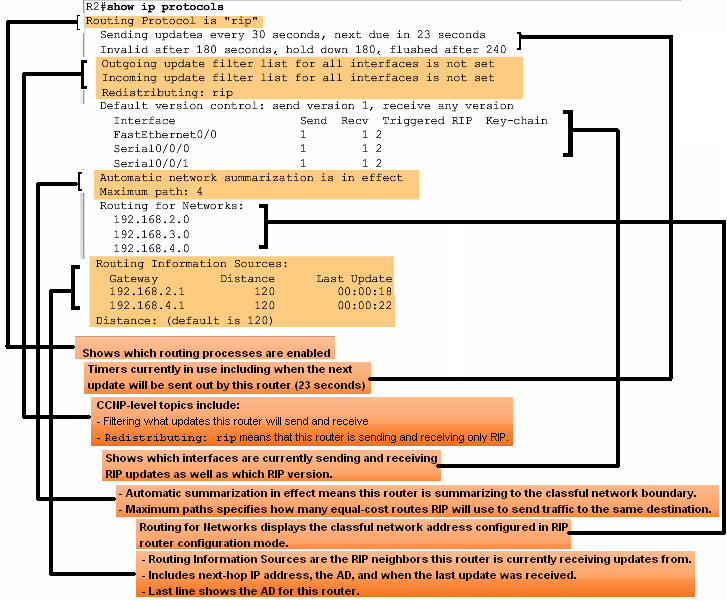 R2#show ip protocols
Routing Protocol is "rip"
Sending updates every 30 seconds, next due in 23 seconds
Invalid after 180 seconds, hold down 180, flushed after 240
Outgoing update filter list for all interfaces is not set
Incoming update filter list for all interfaces is not set
Redistributing: rip
Default version control: send version 1, receive any version
Interface Send Recv Triggered RIP Key-chain
FastEthernet0/0 1 1 2
Serial0/0/0 1 1 2
Serial0/0/1 1 1 2
Automatic network summarization is in effect
Maximum path: 4
Routing for Networks:
192.168.2.0
192.168.3.0
192.168.4.0
Routing Information Sources:
Gateway Distance Last Update
192.168.2.1 120 00:00:18
192.168.4.1 120 00:00:22
Distance: (default is 120)
Shows which routing processes are enabled
Timers currently in use including when the next
update will be sent out by this router (23 seconds)
CCNP-level topics include:
- Filtering what updates this router will send and receive
- Redistributing: rip means that this router is sending and receiving only RIP.
Shows which interfaces are currently sending and receiving
RIP updates as well as which RIP version.
- Automatic summarization in effect means this router is summarizing to the classful network boundary.
- Maximum paths specifies how many equal-cost routes RIP will use to send traffic to the same destination.
Routing for Networks displays the classful network address configured in RIP
router configuration mode.
- Routing Information Sources are the RIP neighbors this router is currently receiving updates from.
- Includes next-hop IP address, the AD, and when the last update was received.
- Last line shows the AD for this router.